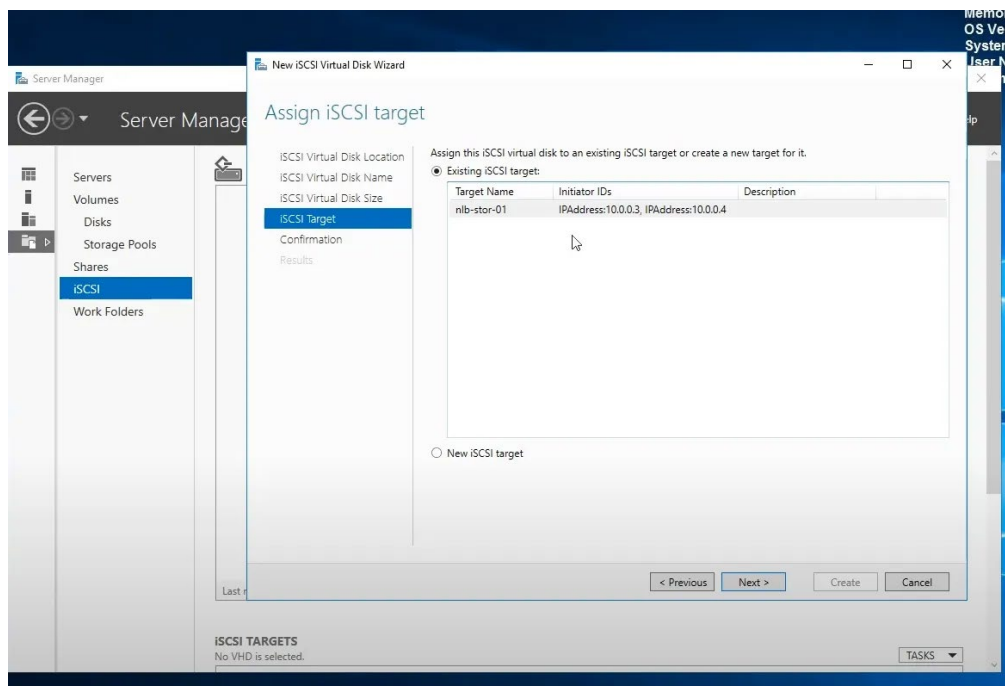 OS Ve
Server Manager
Server Manage
Servers
Volumes
Disks
Storage Pools
Shares
iSCSI
Work Folders
New iSCSI Virtual Disk Wizard
Assign iSCSI target
iSCSI Virtual Disk Location
iSCSI Virtual Disk Name
iSCSI Virtual Disk Size
iSCSI Target
Confirmation
Results
Assign this iSCSI virtual disk to an existing iSCSI target or create a new target for it.
Existing iSCSI target:
Target Name Initiator IDs Description
nlb-stor-01 IPAddress:10.0.0.3, IPAddress:10.0.0.4
New iSCSI target
< Previous Next > Create Cancel
Last
iSCSI TARGETS
No VHD is selected.
TASKS